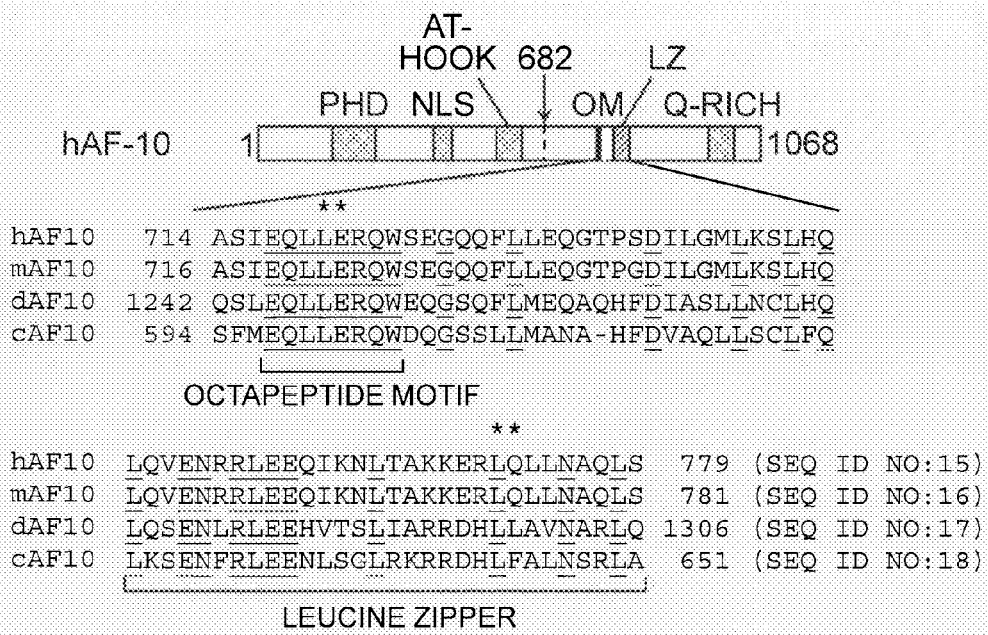 AT-
HOOK 682 LZ
PHD NLS OM Q-RICH
hAF-10 1 1068
**
hAF10 714 ASIEQLLERQWSEGQQFLLEQGTPSDILGMLKSLHQ
mAF10 716 ASIEQLLERQWSEGQQFLLEQGTPGDILGMLKSLHQ
dAF10 1242 QSLEQLLERQWEQGSQFLMEQAQHFDIASLLNCLHQ
cAF10 594 SFMEQLLERQWDQGSSLLMANA-HFDVAQLLSCLFQ
OCTAPEPTIDE MOTIF
**
hAF10 LQVENRRLEEQIKNLTAKKERLQLLNAQLS 779 (SEQ ID NO:15)
mAF10 LQVENRRLEEQIKNLTAKKERLQLLNAQLS 781 (SEQ ID NO:16)
dAF10 LQSENLRLEEHVTSLIARRDHLLAVNARLQ 1306 (SEQ ID NO:17)
cAF10 LKSENFRLEENLSGLRKRRDHLFALNSRLA 651 (SEQ ID NO:18)
LEUCINE ZIPPER